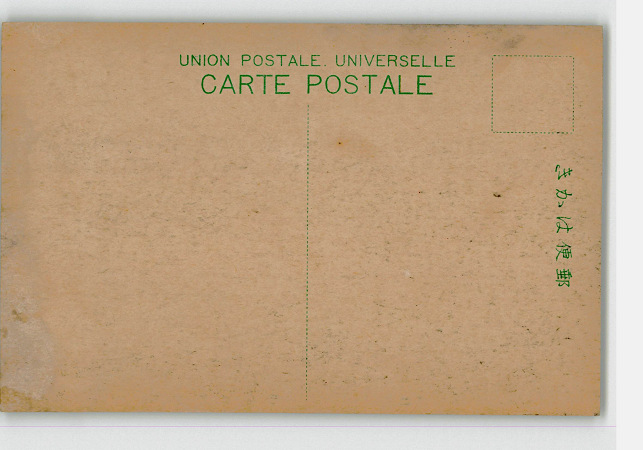 UNION POSTALE. UNIVERSELLE
CARTE POSTALE
郵便はかき